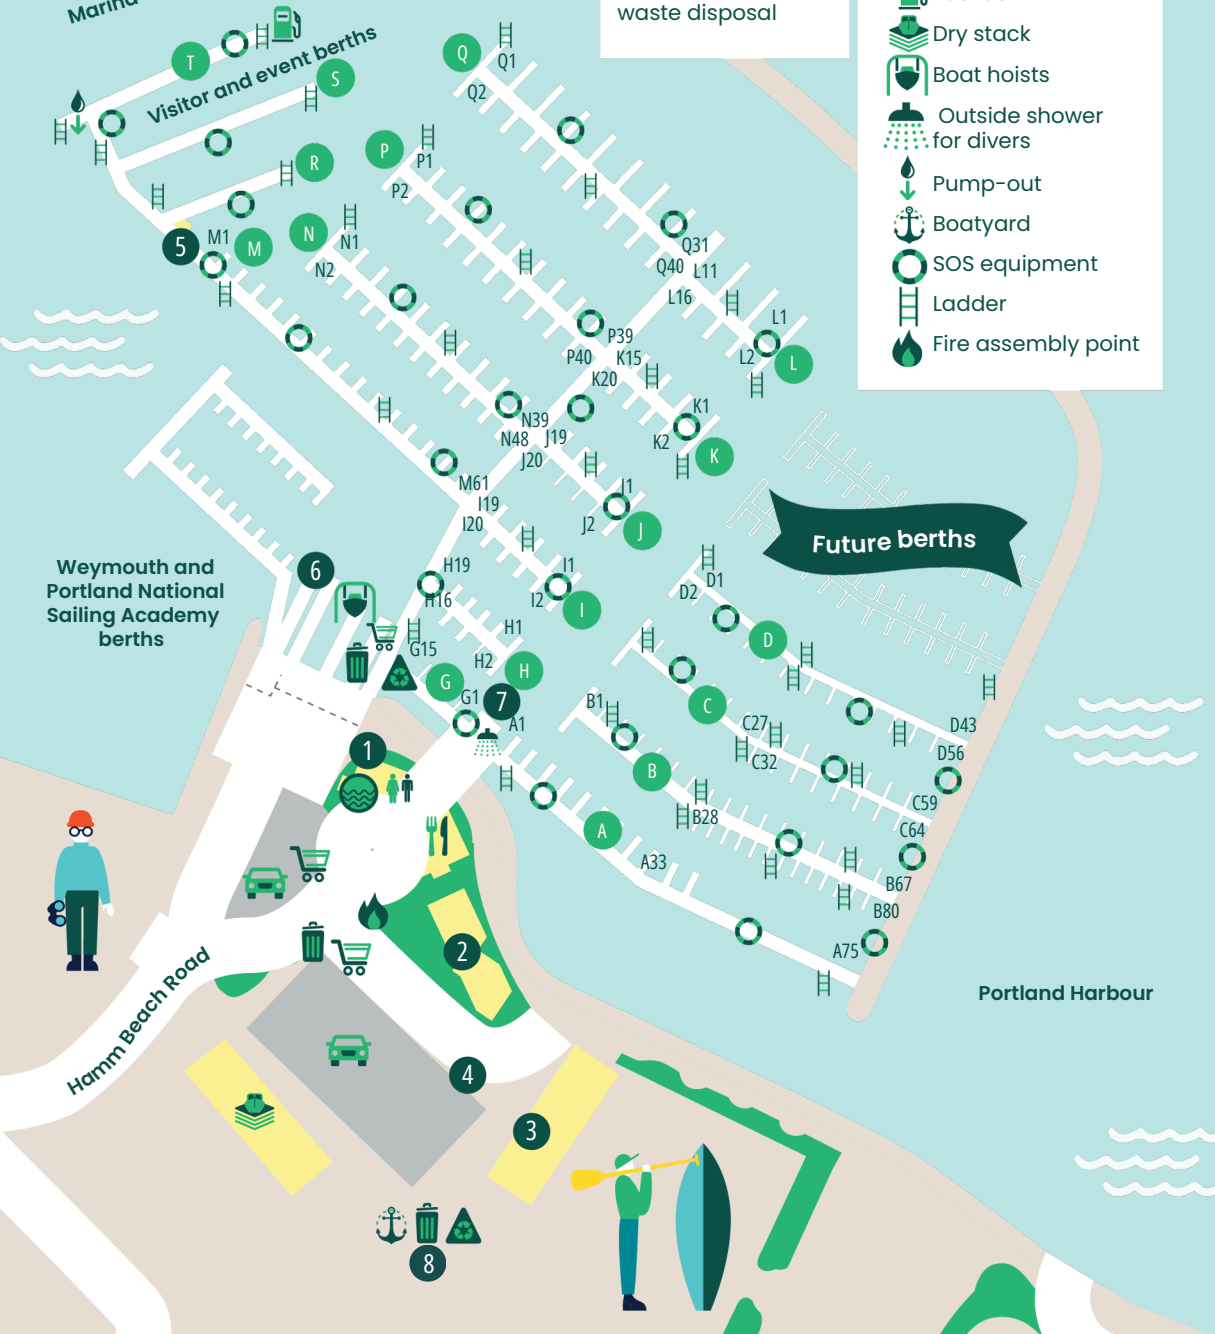 Marina
waste disposal
Dry stack
Boat hoists
Outside shower
for divers
Pump-out
Boatyard
SOS equipment
Ladder
Fire assembly point
T
Visitor and event berths
S
R
5
M1
M
N
N1
N2
P
P1
P2
Q
Q1
Q2
Q31
Q40
L11
L16
L1
L2
L
P39
P40
K15
K20
K1
K2
K
N39
N48
J19
J20
J1
J2
J
M61
I19
I20
I1
I2
I
Future berths
Weymouth and
Portland National
Sailing Academy
berths
6
H19
H16
H1
H2
H
G15
G
G1
7
A1
D1
D2
D
D43
D56
C
C27
C32
C59
C64
B1
B
B28
B67
B80
A
A33
A75
1
2
Portland Harbour
Hamm Beach Road
4
3
8